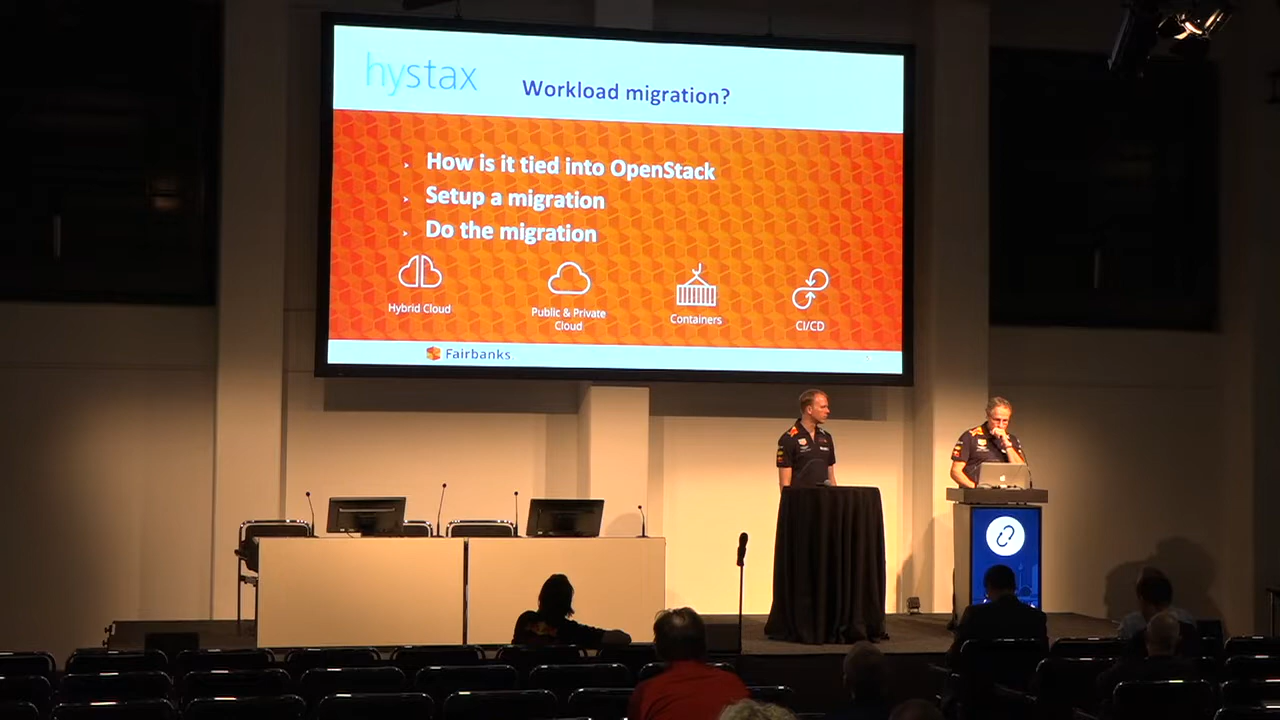 hystax
Workload migration?
How is it tied into OpenStack
Setup a migration
Do the migration
Hybrid Cloud
Public & Private
Cloud
Containers
CI/CD
Fairbanks